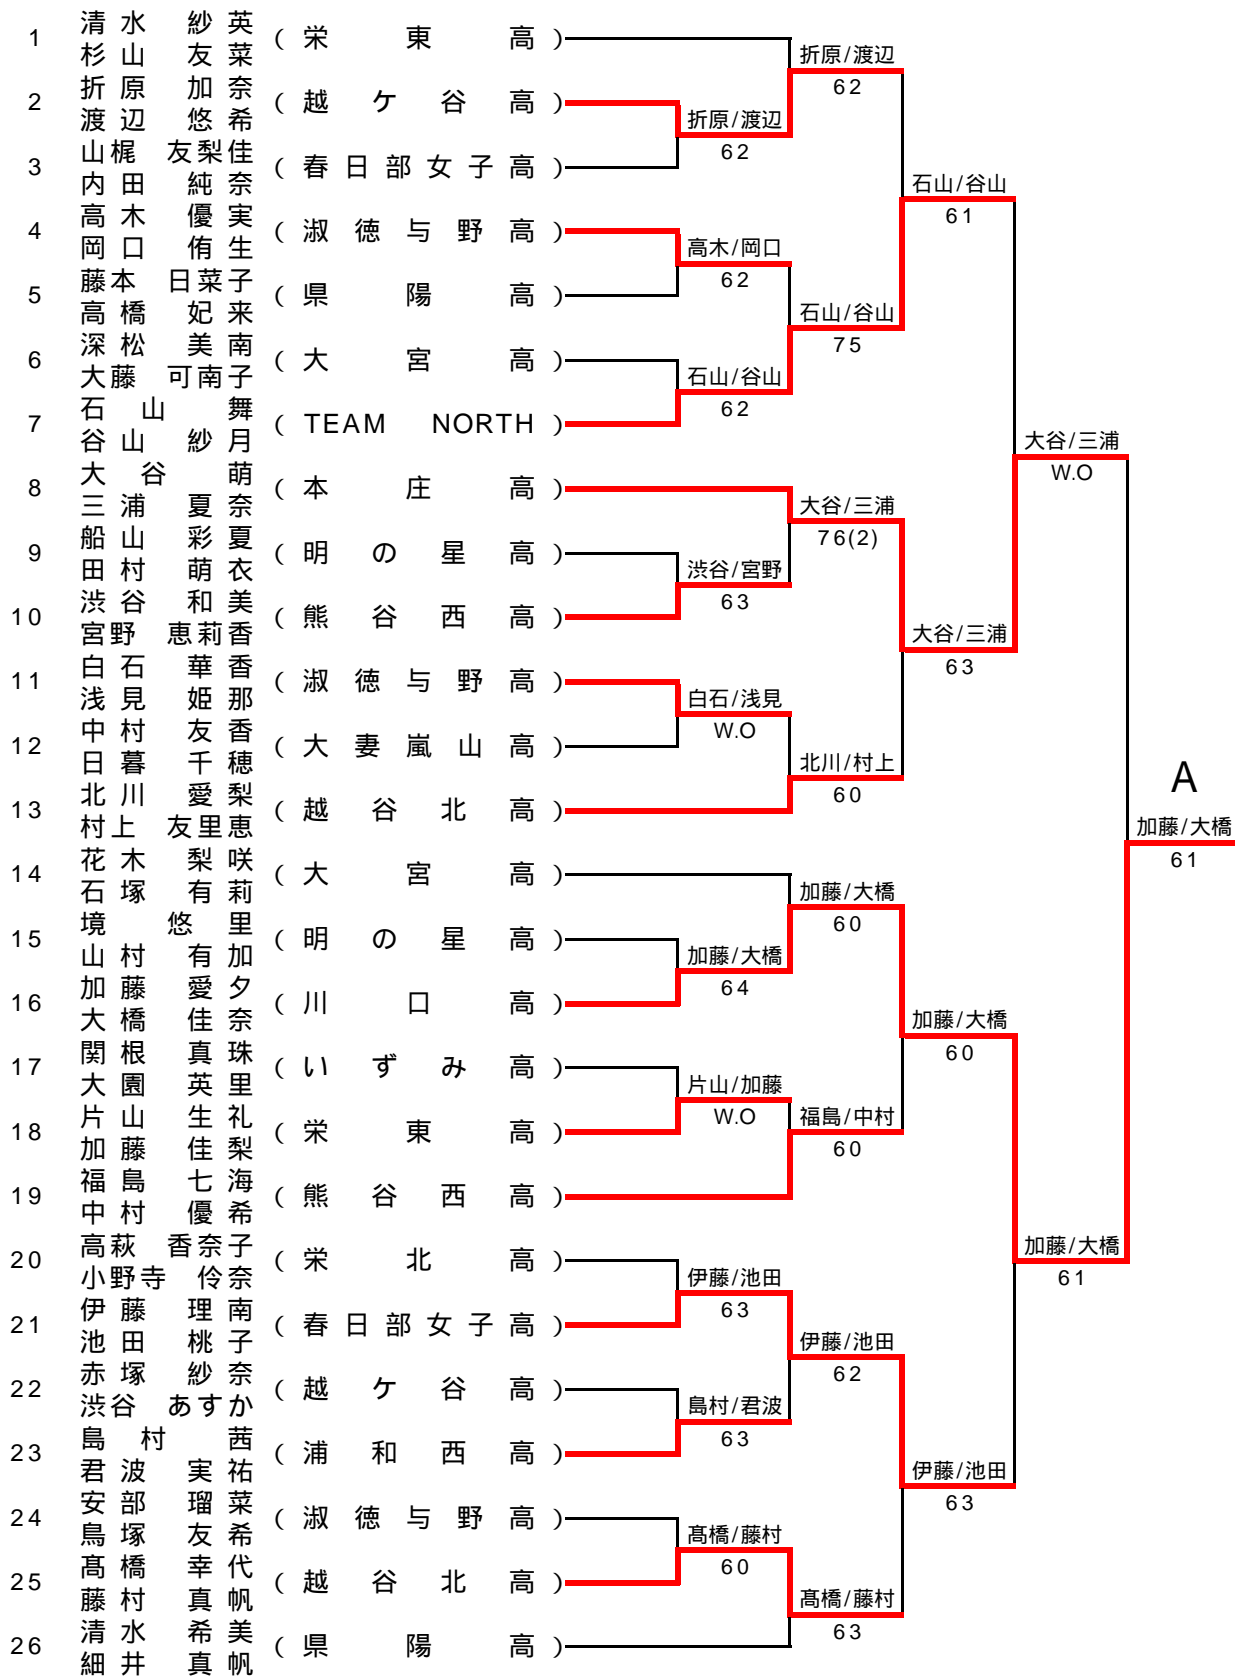 1 清水 紗英 (栄東高)
杉山 友菜
2 折原 加奈 (越ケ谷高)
渡辺 悠希
3 山梶 友梨佳 (春日部女子高)
内田 純奈
4 高木 優実 (淑徳与野高)
岡口 侑生
5 藤本 日菜子 (県陽高)
高橋 妃来
6 深松 美南 (大宮高)
大藤 可南子
7 石山 舞 (TEAM NORTH)
谷山 紗月
8 大谷 萌 (本庄高)
三浦 夏奈
9 船山 彩夏 (明の星高)
田村 萌衣
10 渋谷 和美 (熊谷西高)
宮野 恵莉香
11 白石 華香 (淑徳与野高)
浅見 姫那
12 中村 友香 (大妻嵐山高)
日暮 千穂
13 北川 愛梨 (越谷北高)
村上 友里恵
14 花木 梨咲 (大宮高)
石塚 有莉
15 境 悠里 (明の星高)
山村 有加
16 加藤 愛夕 (川口高)
大橋 佳奈
17 関根 真珠 (いずみ高)
大園 英里
18 片山 生礼 (栄東高)
加藤 佳梨
19 福島 七海 (熊谷西高)
中村 優希
20 高萩 香奈子 (栄北高)
小野寺 伶奈
21 伊藤 理南 (春日部女子高)
池田 桃子
22 赤塚 紗奈 (越ケ谷高)
渋谷 あすか
23 島村 茜 (浦和西高)
君波 実祐
24 安部 瑠菜 (淑徳与野高)
鳥塚 友希
25 髙橋 幸代 (越谷北高)
藤村 真帆
26 清水 希美 (県陽高)
細井 真帆
折原/渡辺
62
高木/岡口
62
石山/谷山
62
渋谷/宮野
63
白石/浅見
W.O
加藤/大橋
64
片山/加藤
W.O
伊藤/池田
63
島村/君波
63
髙橋/藤村
60
折原/渡辺
62
石山/谷山
75
大谷/三浦
76(2)
北川/村上
60
加藤/大橋
60
福島/中村
60
伊藤/池田
62
髙橋/藤村
63
石山/谷山
61
大谷/三浦
63
加藤/大橋
60
伊藤/池田
63
大谷/三浦
W.O
加藤/大橋
61
A
加藤/大橋
61